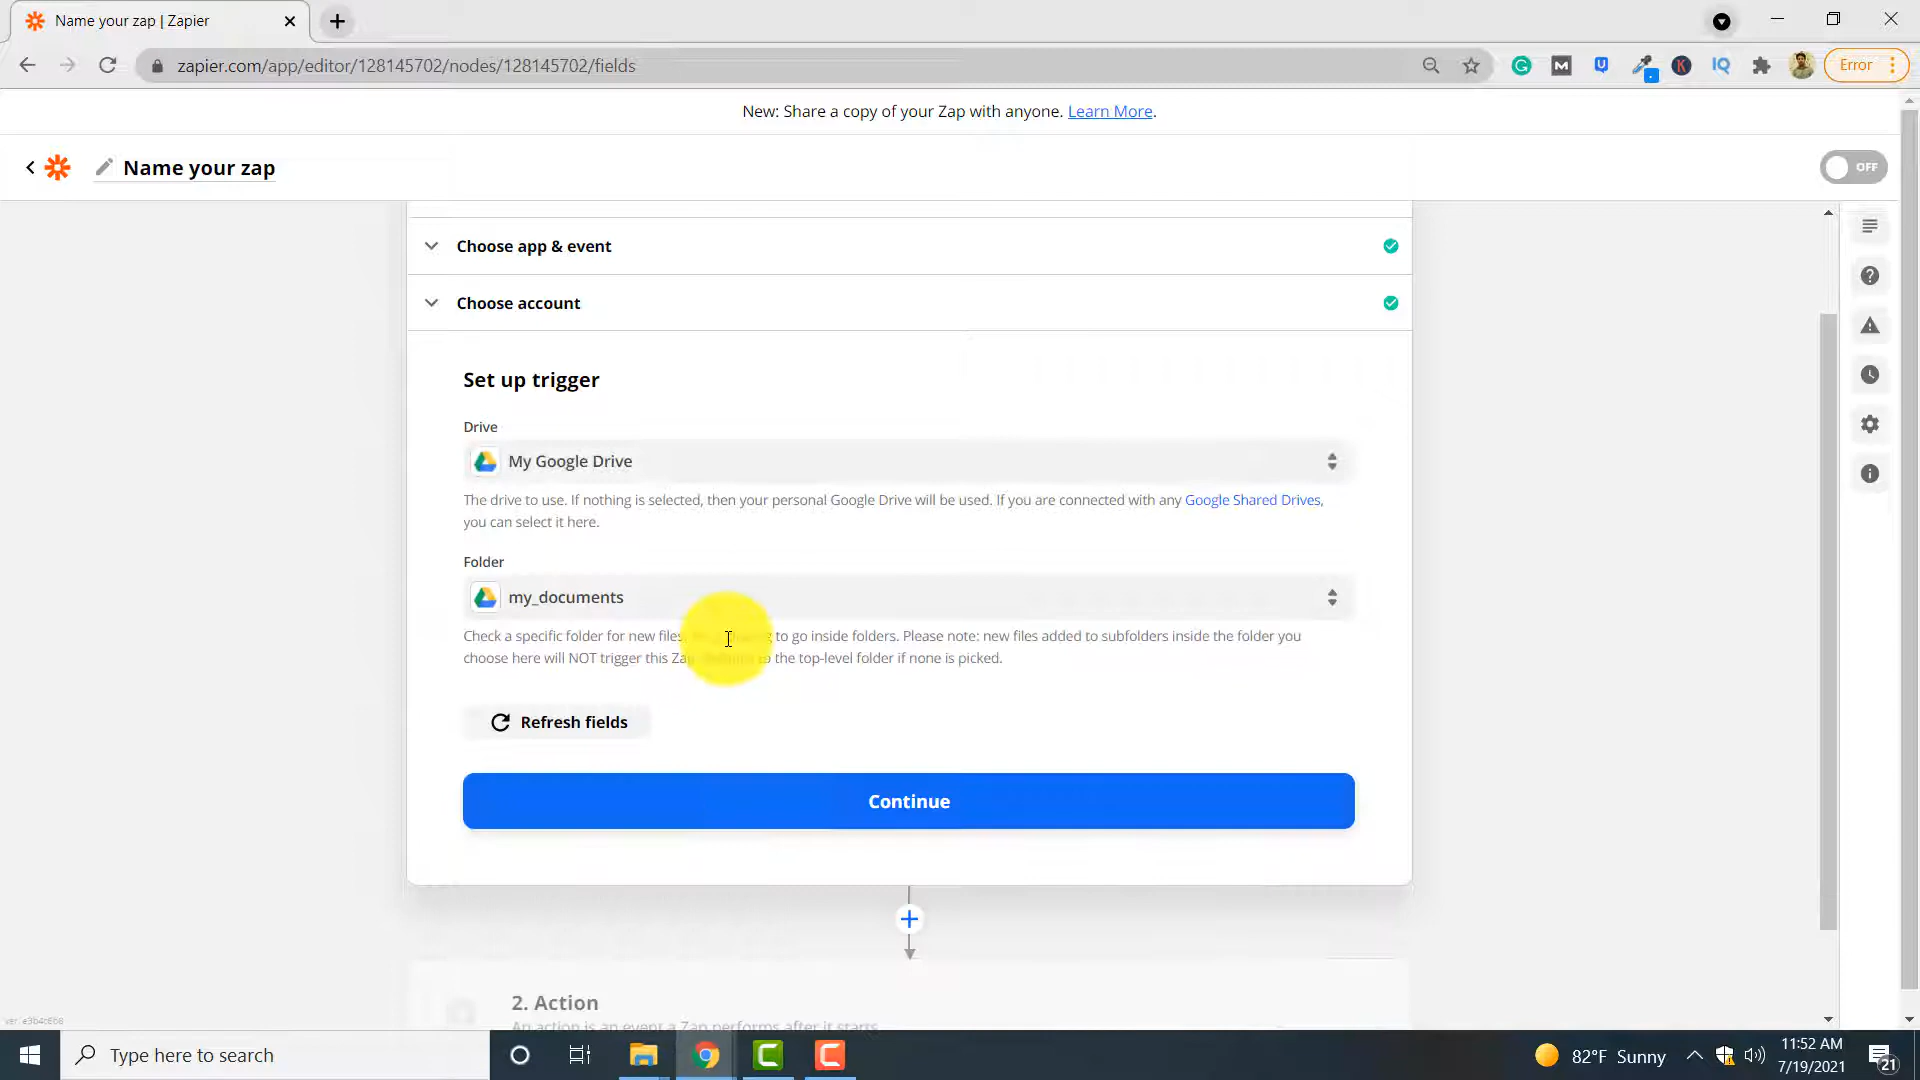 Name your zap | Zapier
zapier.com/app/editor/128145702/nodes/128145702/fields
Error
New: Share a copy of your Zap with anyone. Learn More.
Name your zap
OFF
Choose app & event
Choose account
Set up trigger
Drive
My Google Drive
The drive to use. If nothing is selected, then your personal Google Drive will be used. If you are connected with any Google Shared Drives,
you can select it here.
Folder
my_documents
Check a specific folder for new files. to go inside folders. Please note: new files added to subfolders inside the folder you
choose here will NOT trigger this Zap. the top-level folder if none is picked.
Refresh fields
Continue
2. Action
An action is an event a Zap performs after it starts
Type here to search
82°F Sunny
11:52 AM
7/19/2021
21